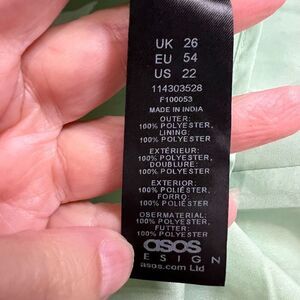 UK 26
EU 54
US 22
114303528
F100053
MADE IN INDIA
OUTER:
100% POLYESTER,
LINING:
100% POLYESTER
EXTÉRIEUR:
100% POLYESTER,
DOUBLURE:
100% POLYESTER
EXTERIOR:
100% POLIÉSTER,
FORRO:
100% POLIÉSTER
OBERMATERIAL:
100% POLYESTER,
FUTTER:
100% POLYESTER
asos
DESIGN
asos.com Ltd